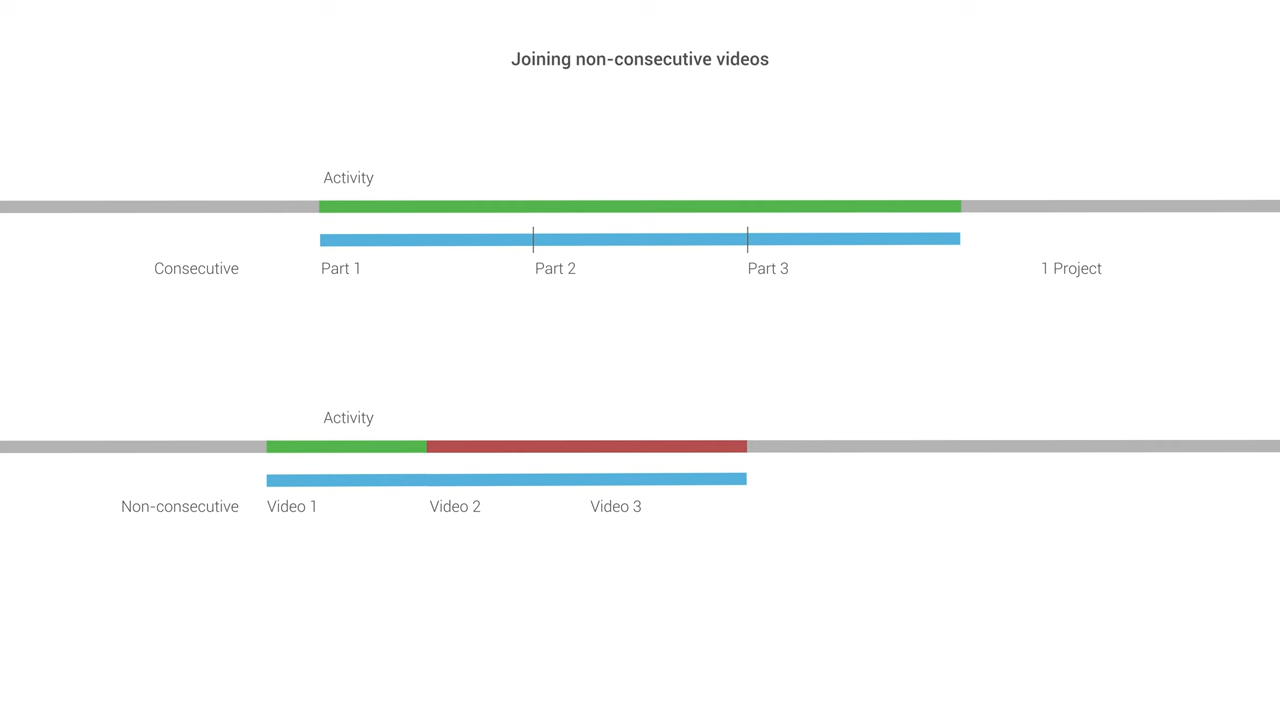 Joining non-consecutive videos
Activity
Consecutive Part 1 Part 2 Part 3 1 Project
Activity
Non-consecutive Video 1 Video 2 Video 3